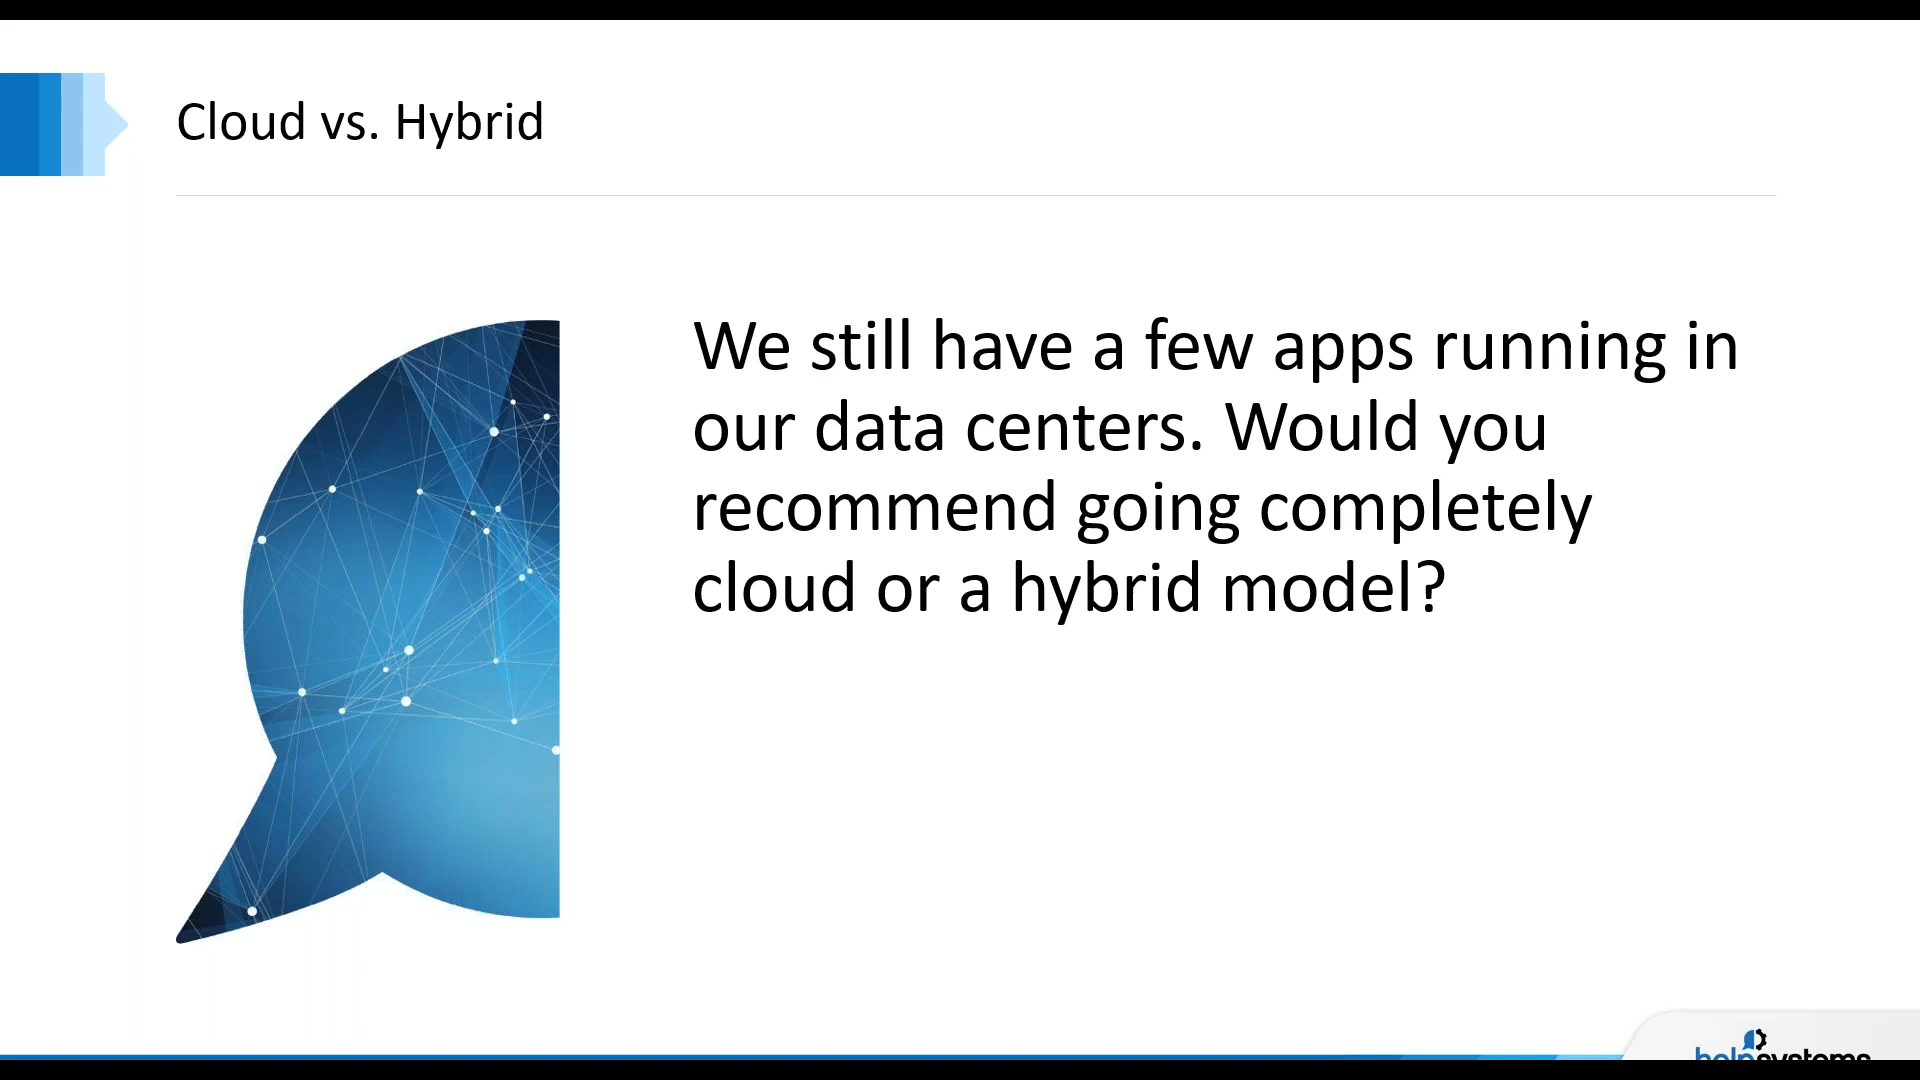 Cloud vs. Hybrid
We still have a few apps running in
our data centers. Would you
recommend going completely
cloud or a hybrid model?
helpsystems